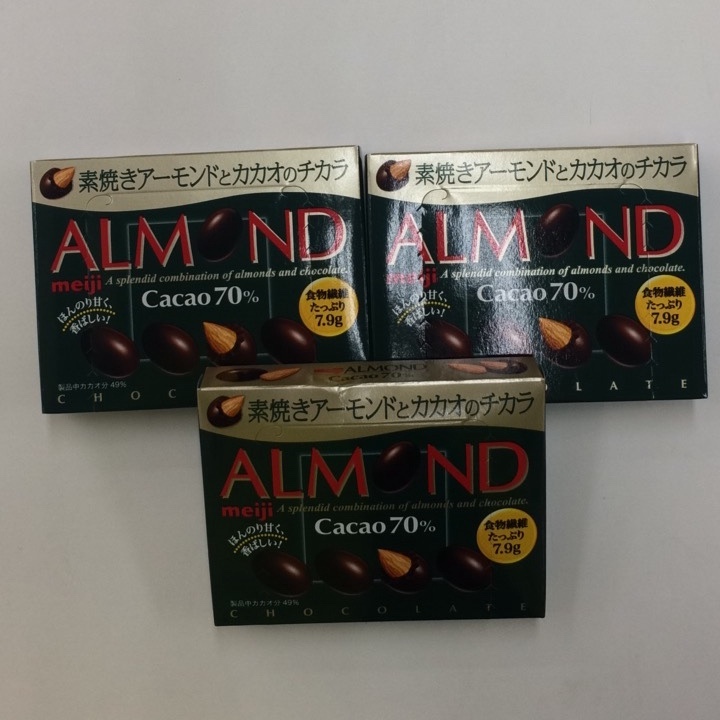 素焼きアーモンドとカカオのチカラ
ALMOND
meiji A splendid combination of almonds and chocolate.
Cacao 70%
ほんのり甘く、
香ばしい!
食物繊維
たっぷり
7.9g
製品中カカオ分49%
CHOC
素焼きアーモンドとカカオのチカラ
ALMOND
meiji A splendid combination of almonds and chocolate.
Cacao 70%
ほんのり甘く、
香ばしい!
食物繊維
たっぷり
7.9g
OLATE
ALMOND
Cacao 70%
素焼きアーモンドとカカオのチカラ
ALMOND
meiji A splendid combination of almonds and chocolate.
Cacao 70%
ほんのり甘く、
香ばしい!
食物繊維
たっぷり
7.9g
製品中カカオ分49%
CHOCOLATE